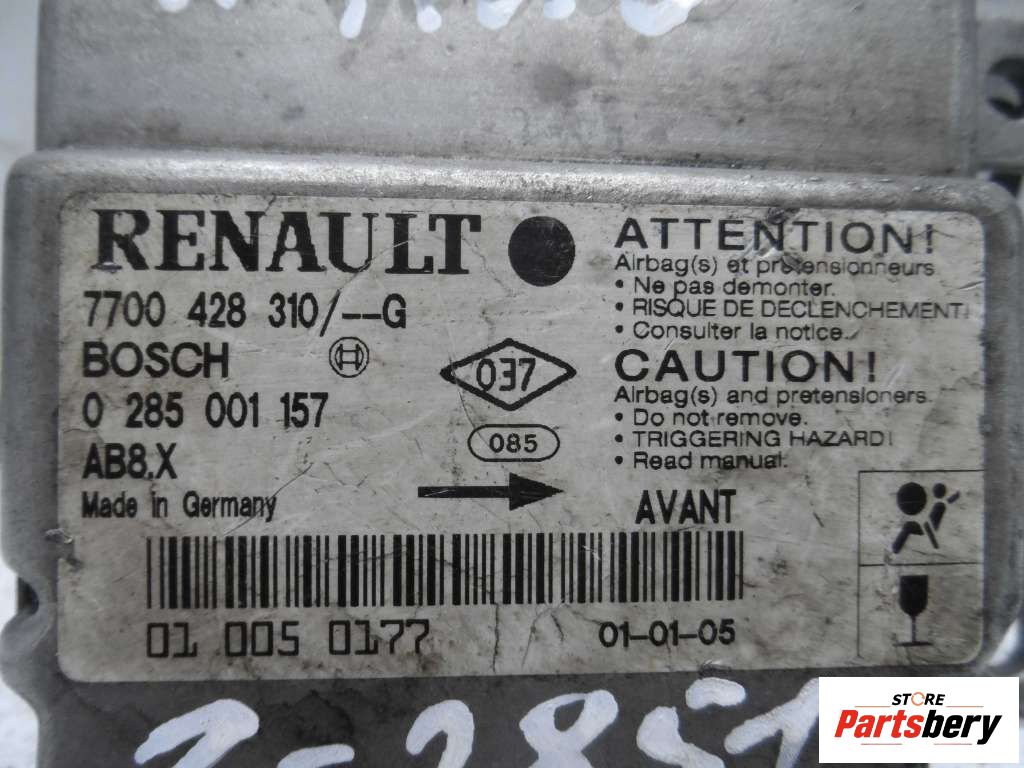 RENAULT
7700 428 310/--G
BOSCH
0 285 001 157
AB8.X
Made in Germany
037
085
ATTENTION!
Airbag(s) et pretensionneurs
• Ne pas demonter.
• RISQUE DE DECLENCHEMENT!
• Consulter la notice.
CAUTION!
Airbag(s) and pretensioners.
• Do not remove.
• TRIGGERING HAZARD!
• Read manual.
AVANT
01 005 0177
01-01-05
STORE
Partsbery